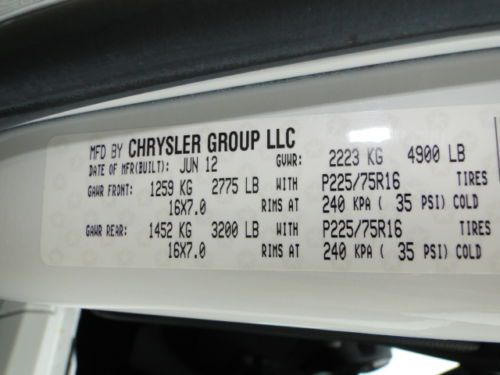 MFD BY CHRYSLER GROUP LLC
DATE OF MFR(BUILT): JUN 12 GVWR: 2223 KG 4900 LB
GAWR FRONT: 1259 KG 2775 LB WITH P225/75R16 TIRES
16X7.0 RIMS AT 240 KPA ( 35 PSI) COLD
GAWR REAR: 1452 KG 3200 LB WITH P225/75R16 TIRES
16X7.0 RIMS AT 240 KPA ( 35 PSI) COLD